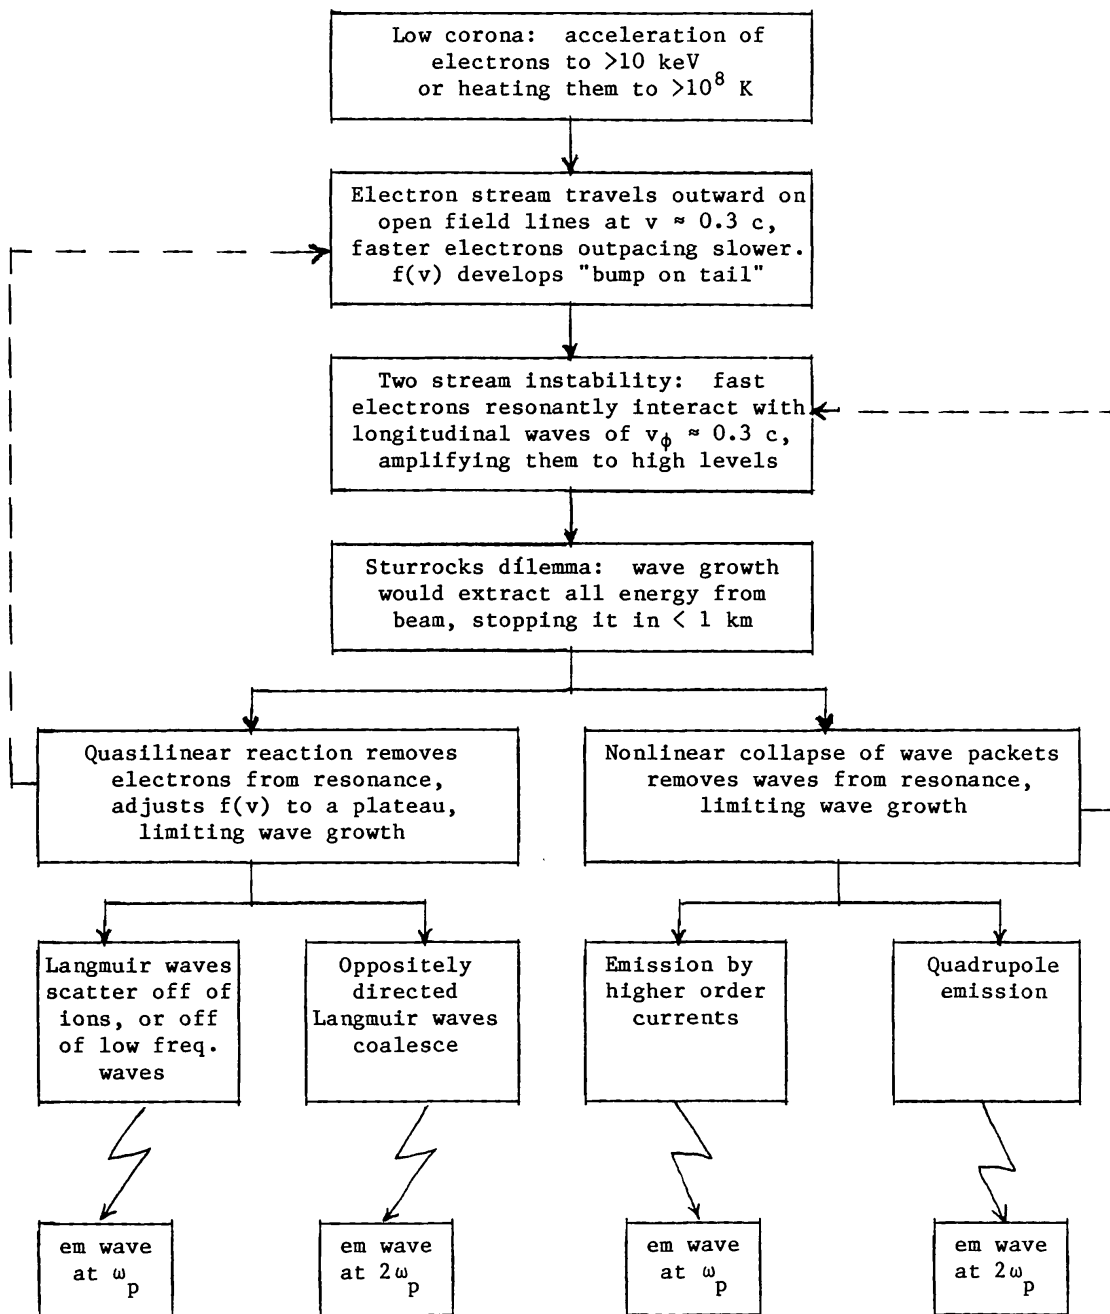 Low corona: acceleration of
electrons to >10 keV
or heating them to >10⁸ K
Electron stream travels outward on
open field lines at v ≈ 0.3 c,
faster electrons outpacing slower.
f(v) develops "bump on tail"
Two stream instability: fast
electrons resonantly interact with
longitudinal waves of v_ϕ ≈ 0.3 c,
amplifying them to high levels
Sturrocks dilemma: wave growth
would extract all energy from
beam, stopping it in < 1 km
Quasilinear reaction removes
electrons from resonance,
adjusts f(v) to a plateau,
limiting wave growth
Nonlinear collapse of wave packets
removes waves from resonance,
limiting wave growth
Langmuir waves
scatter off of
ions, or off
of low freq.
waves
Oppositely
directed
Langmuir waves
coalesce
Emission by
higher order
currents
Quadrupole
emission
em wave
at ω_p
em wave
at 2ω_p
em wave
at ω_p
em wave
at 2ω_p